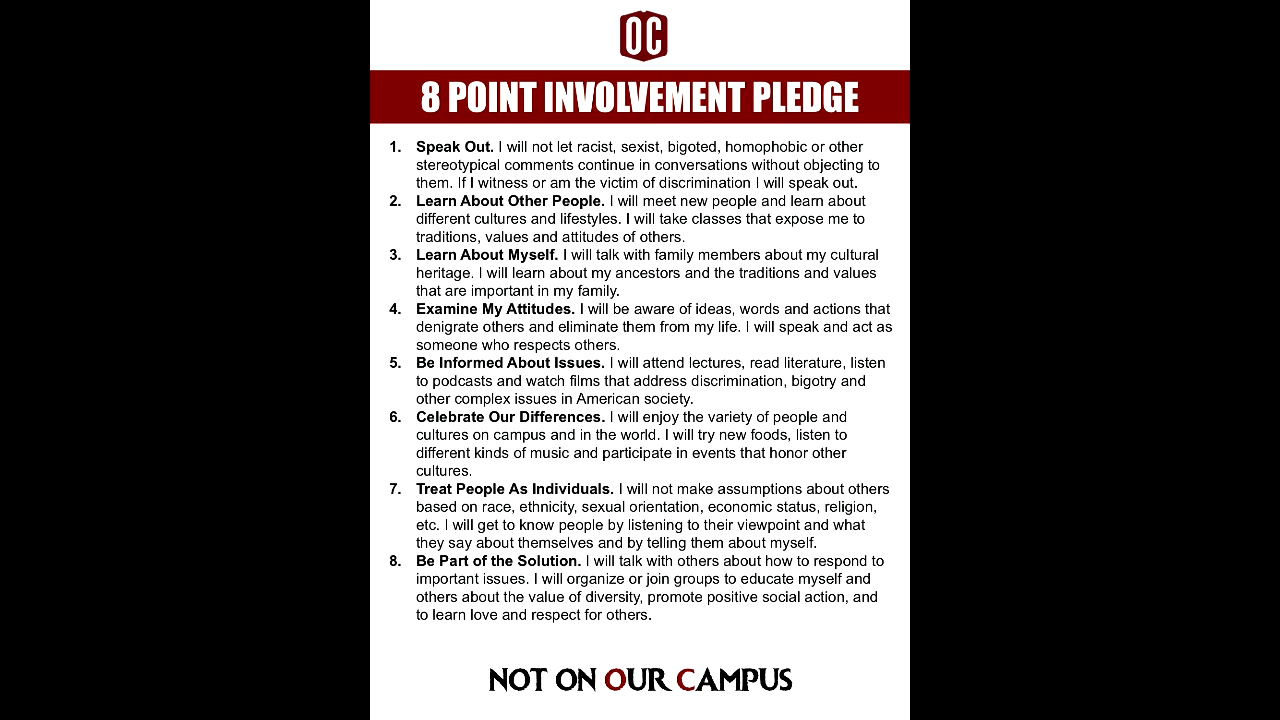 OC
8 POINT INVOLVEMENT PLEDGE
1. Speak Out. I will not let racist, sexist, bigoted, homophobic or other
stereotypical comments continue in conversations without objecting to
them. If I witness or am the victim of discrimination I will speak out.
2. Learn About Other People. I will meet new people and learn about
different cultures and lifestyles. I will take classes that expose me to
traditions, values and attitudes of others.
3. Learn About Myself. I will talk with family members about my cultural
heritage. I will learn about my ancestors and the traditions and values
that are important in my family.
4. Examine My Attitudes. I will be aware of ideas, words and actions that
denigrate others and eliminate them from my life. I will speak and act as
someone who respects others.
5. Be Informed About Issues. I will attend lectures, read literature, listen
to podcasts and watch films that address discrimination, bigotry and
other complex issues in American society.
6. Celebrate Our Differences. I will enjoy the variety of people and
cultures on campus and in the world. I will try new foods, listen to
different kinds of music and participate in events that honor other
cultures.
7. Treat People As Individuals. I will not make assumptions about others
based on race, ethnicity, sexual orientation, economic status, religion,
etc. I will get to know people by listening to their viewpoint and what
they say about themselves and by telling them about myself.
8. Be Part of the Solution. I will talk with others about how to respond to
important issues. I will organize or join groups to educate myself and
others about the value of diversity, promote positive social action, and
to learn love and respect for others.
NOT ON OUR CAMPUS